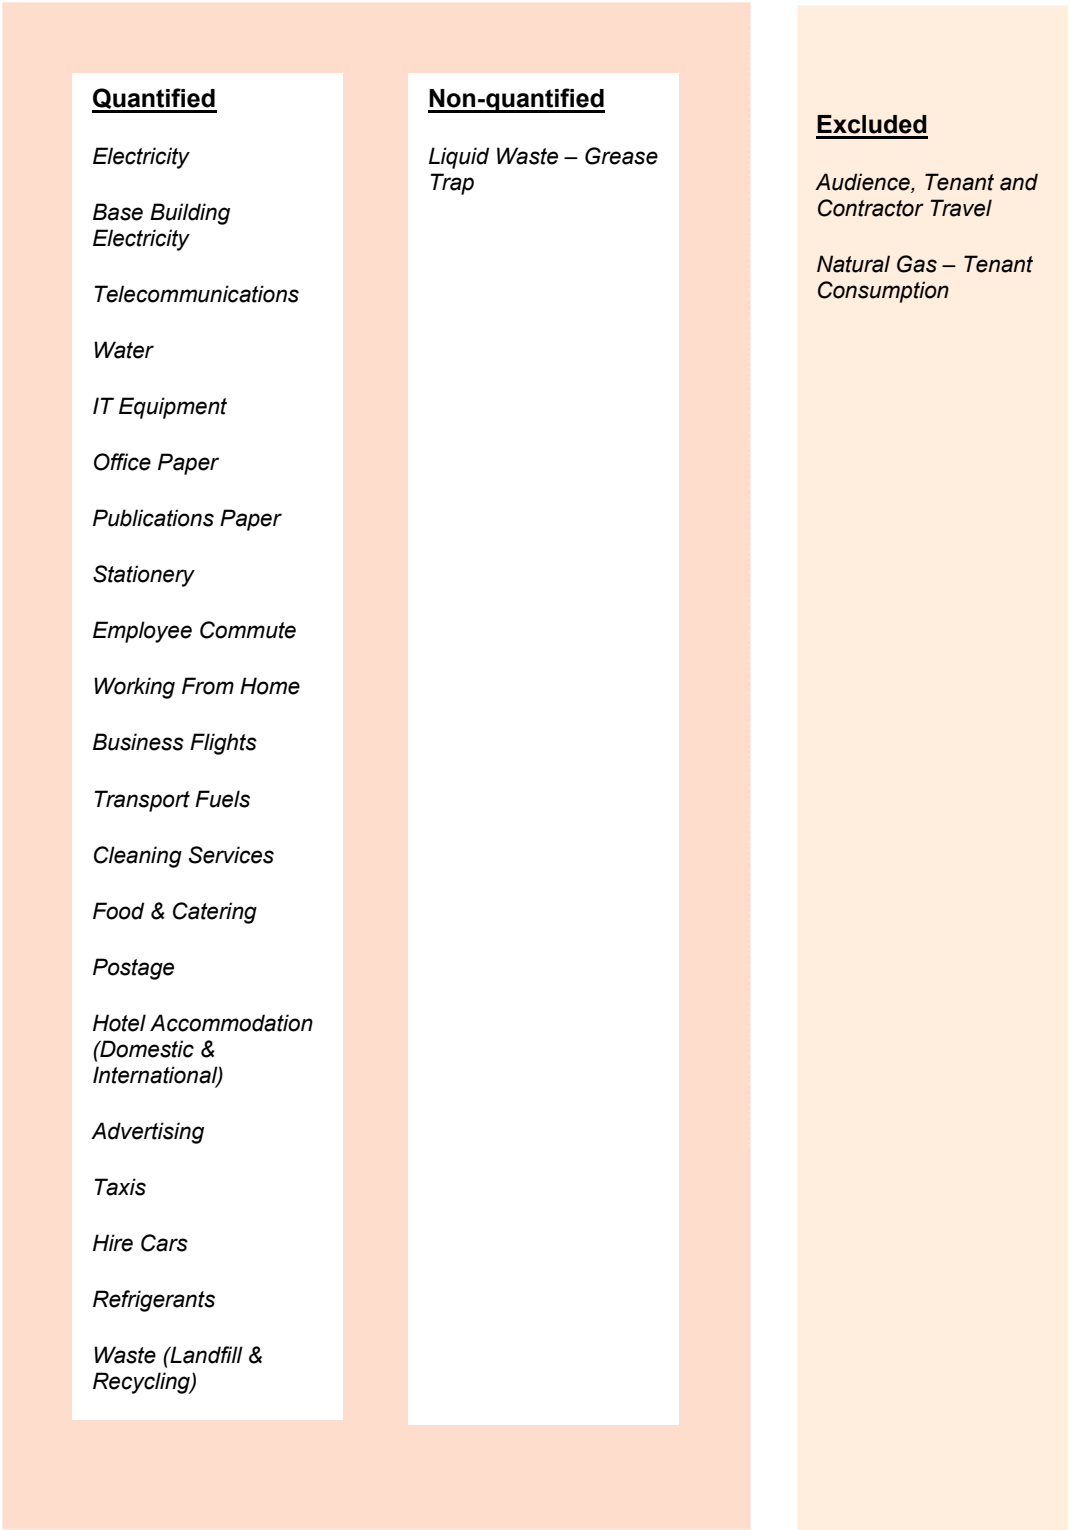 Quantified
Electricity
Base Building
Electricity
Telecommunications
Water
IT Equipment
Office Paper
Publications Paper
Stationery
Employee Commute
Working From Home
Business Flights
Transport Fuels
Cleaning Services
Food & Catering
Postage
Hotel Accommodation
(Domestic &
International)
Advertising
Taxis
Hire Cars
Refrigerants
Waste (Landfill &
Recycling)
Non-quantified
Liquid Waste – Grease
Trap
Excluded
Audience, Tenant and
Contractor Travel
Natural Gas – Tenant
Consumption